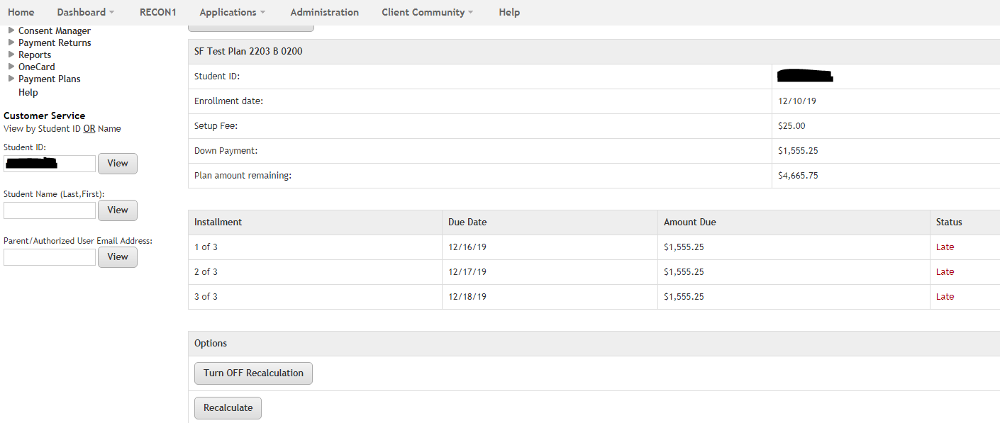 Home Dashboard RECON1 Applications Administration Client Community Help
Consent Manager
Payment Returns
Reports
OneCard
Payment Plans
Help
Customer Service
View by Student ID OR Name
Student ID:
View
Student Name (Last,First):
View
Parent/Authorized User Email Address:
View
SF Test Plan 2203 B 0200
Student ID:
Enrollment date: 12/10/19
Setup Fee: $25.00
Down Payment: $1,555.25
Plan amount remaining: $4,665.75
Installment Due Date Amount Due Status
1 of 3 12/16/19 $1,555.25 Late
2 of 3 12/17/19 $1,555.25 Late
3 of 3 12/18/19 $1,555.25 Late
Options
Turn OFF Recalculation
Recalculate